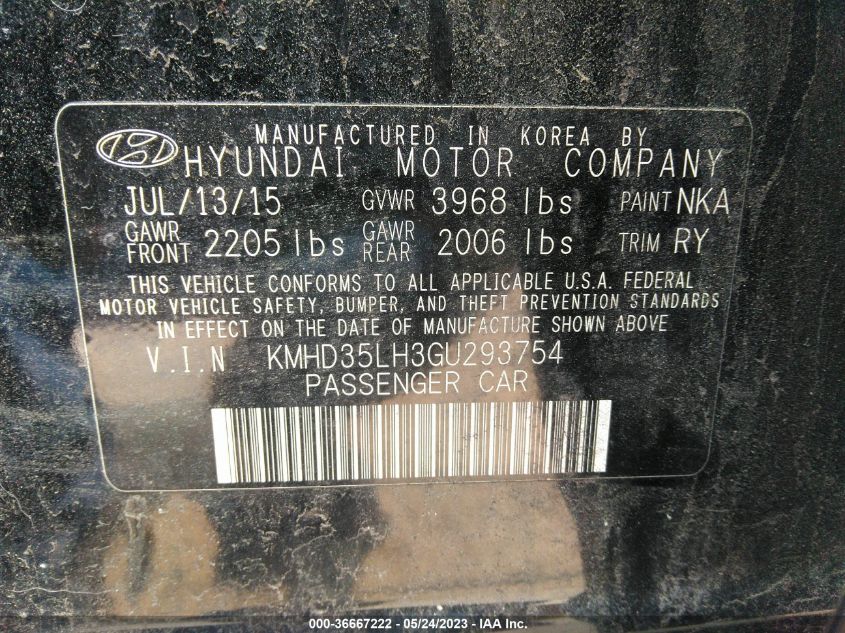 MANUFACTURED IN KOREA BY
HYUNDAI MOTOR COMPANY
JUL/13/15 GVWR 3968 lbs PAINT NKA
GAWR FRONT 2205 lbs GAWR REAR 2006 lbs TRIM RY
THIS VEHICLE CONFORMS TO ALL APPLICABLE U.S.A. FEDERAL
MOTOR VEHICLE SAFETY, BUMPER, AND THEFT PREVENTION STANDARDS
IN EFFECT ON THE DATE OF MANUFACTURE SHOWN ABOVE
V.I.N KMHD35LH3GU293754
PASSENGER CAR
000-36667222 - 05/24/2023 - IAA Inc.